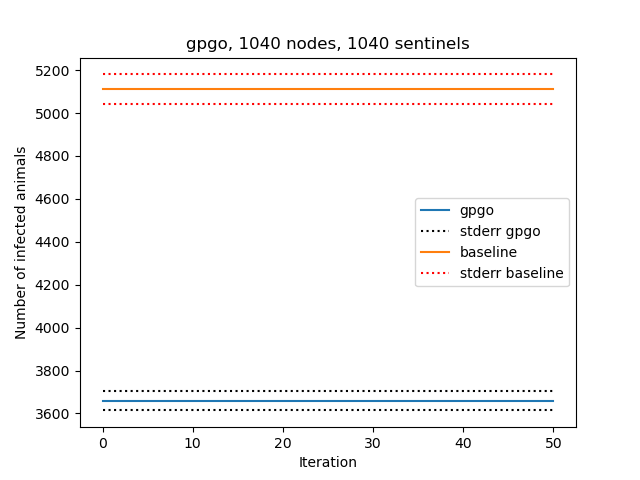 gpgo, 1040 nodes, 1040 sentinels
5200
5000
4800
4600
4400
4200
4000
3800
3600
Number of infected animals
gpgo
stderr gpgo
baseline
stderr baseline
0 10 20 30 40 50
Iteration